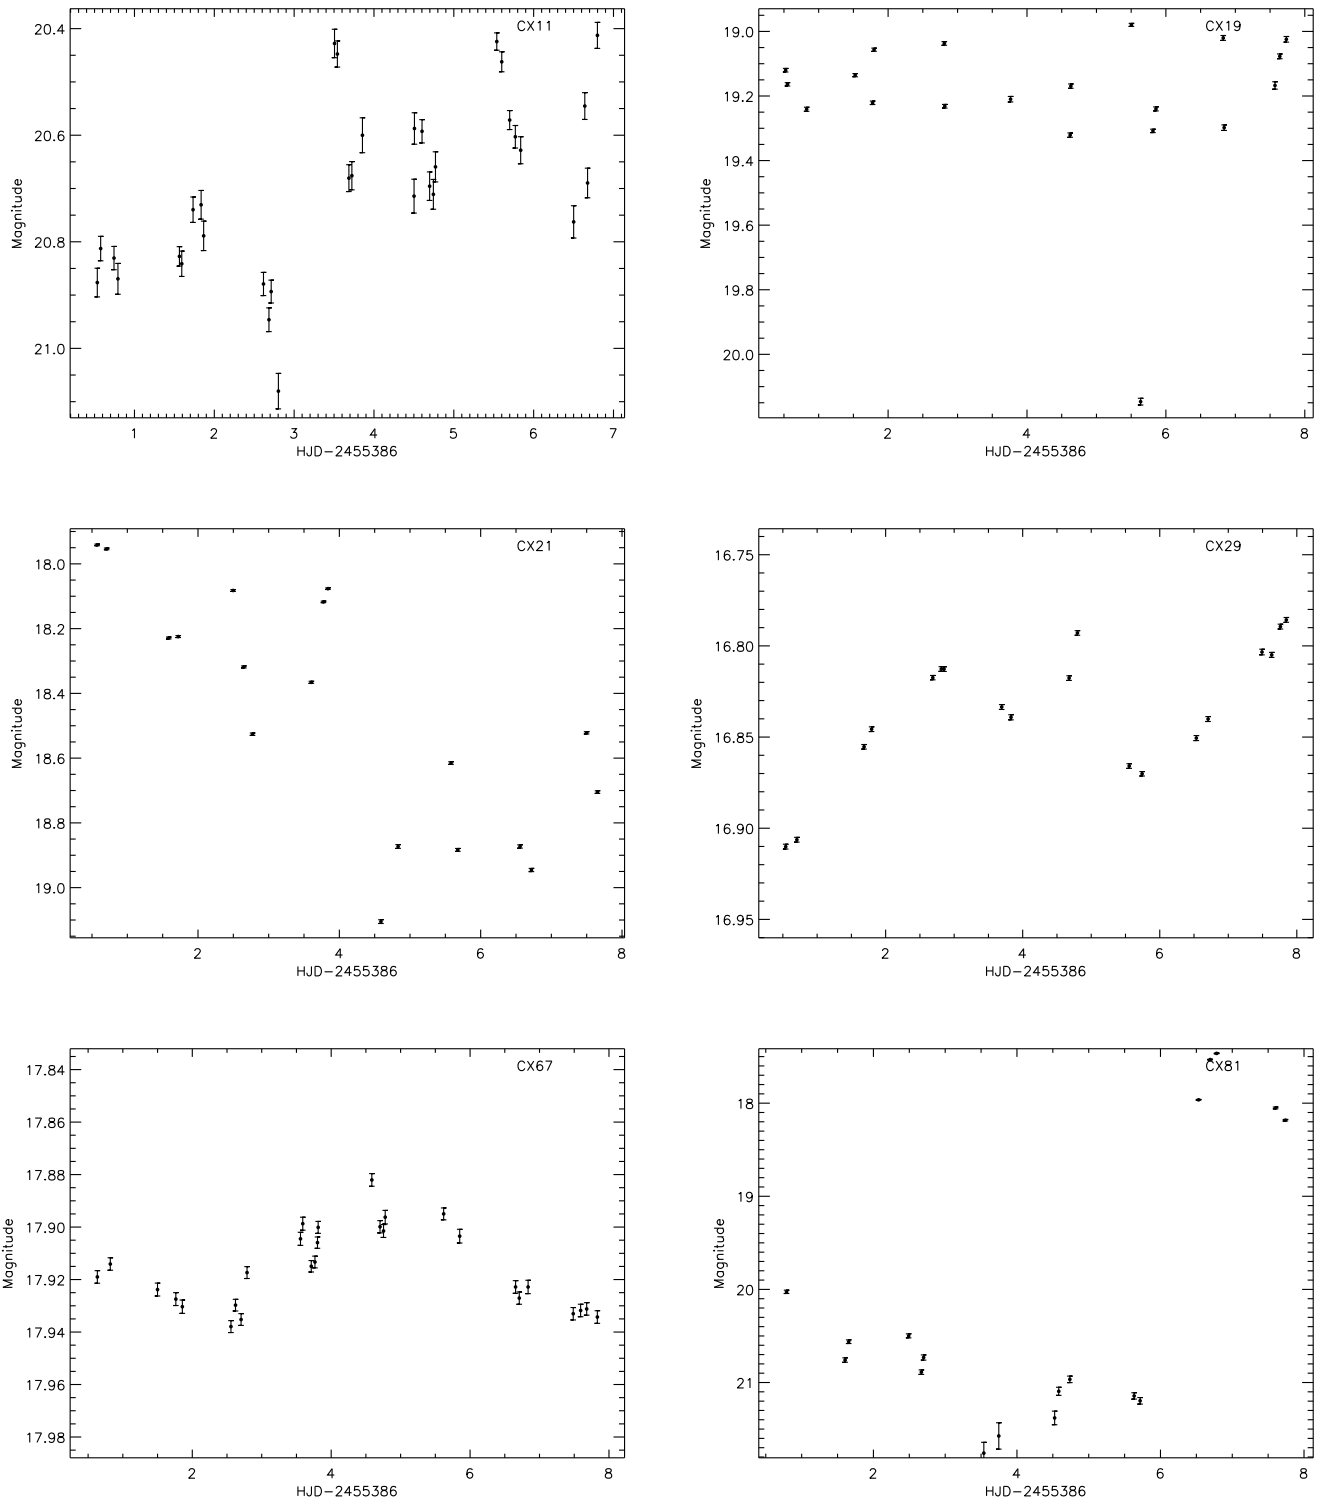 CX11
20.4
20.6
20.8
21.0
Magnitude
1 2 3 4 5 6 7
HJD−2455386
CX19
19.0
19.2
19.4
19.6
19.8
20.0
Magnitude
2 4 6 8
HJD−2455386
CX21
18.0
18.2
18.4
18.6
18.8
19.0
Magnitude
2 4 6 8
HJD−2455386
CX29
16.75
16.80
16.85
16.90
16.95
Magnitude
2 4 6 8
HJD−2455386
CX67
17.84
17.86
17.88
17.90
17.92
17.94
17.96
17.98
Magnitude
2 4 6 8
HJD−2455386
CX81
18
19
20
21
Magnitude
2 4 6 8
HJD−2455386